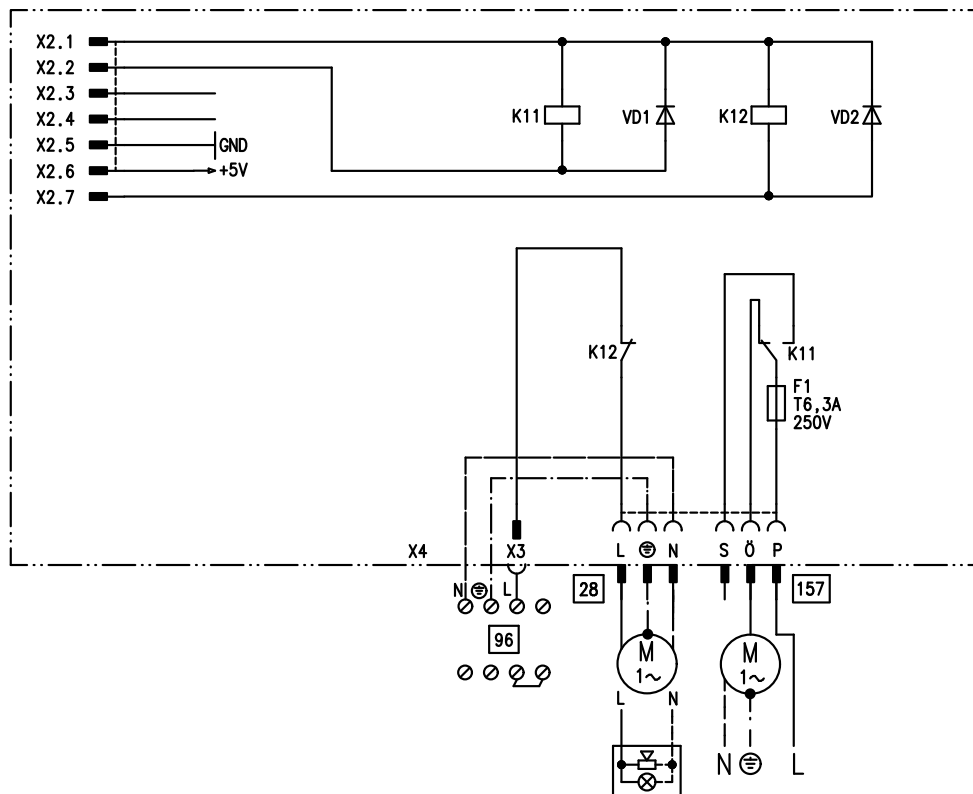 X2.1
X2.2
X2.3
X2.4
X2.5 GND
X2.6 +5V
X2.7
K11 VD1 K12 VD2
K12 K11
F1
T6,3A
250V
X4 X3 L N S Ö P
N L 28 157
96
M M
1~ 1~
L N
N L